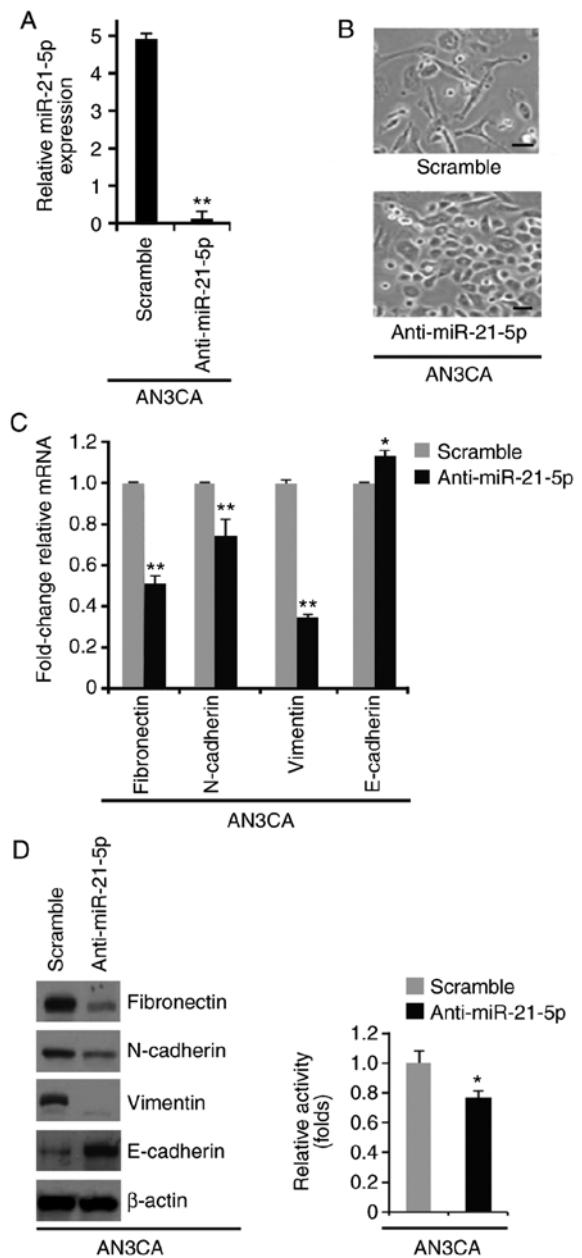 A
Relative miR-21-5p
expression
5
4
3
2
1
0
**
Scramble
Anti-miR-21-5p
AN3CA
B
Scramble
Anti-miR-21-5p
AN3CA
C
Fold-change relative mRNA
1.2
1.0
0.8
0.6
0.4
0.2
0
**
**
**
*
Scramble
Anti-miR-21-5p
Fibronectin
N-cadherin
Vimentin
E-cadherin
AN3CA
D
Scramble
Anti-miR-21-5p
Fibronectin
N-cadherin
Vimentin
E-cadherin
β-actin
AN3CA
Scramble
Anti-miR-21-5p
Relative activity
(folds)
1.2
1.0
0.8
0.6
0.4
0.2
0
*
AN3CA